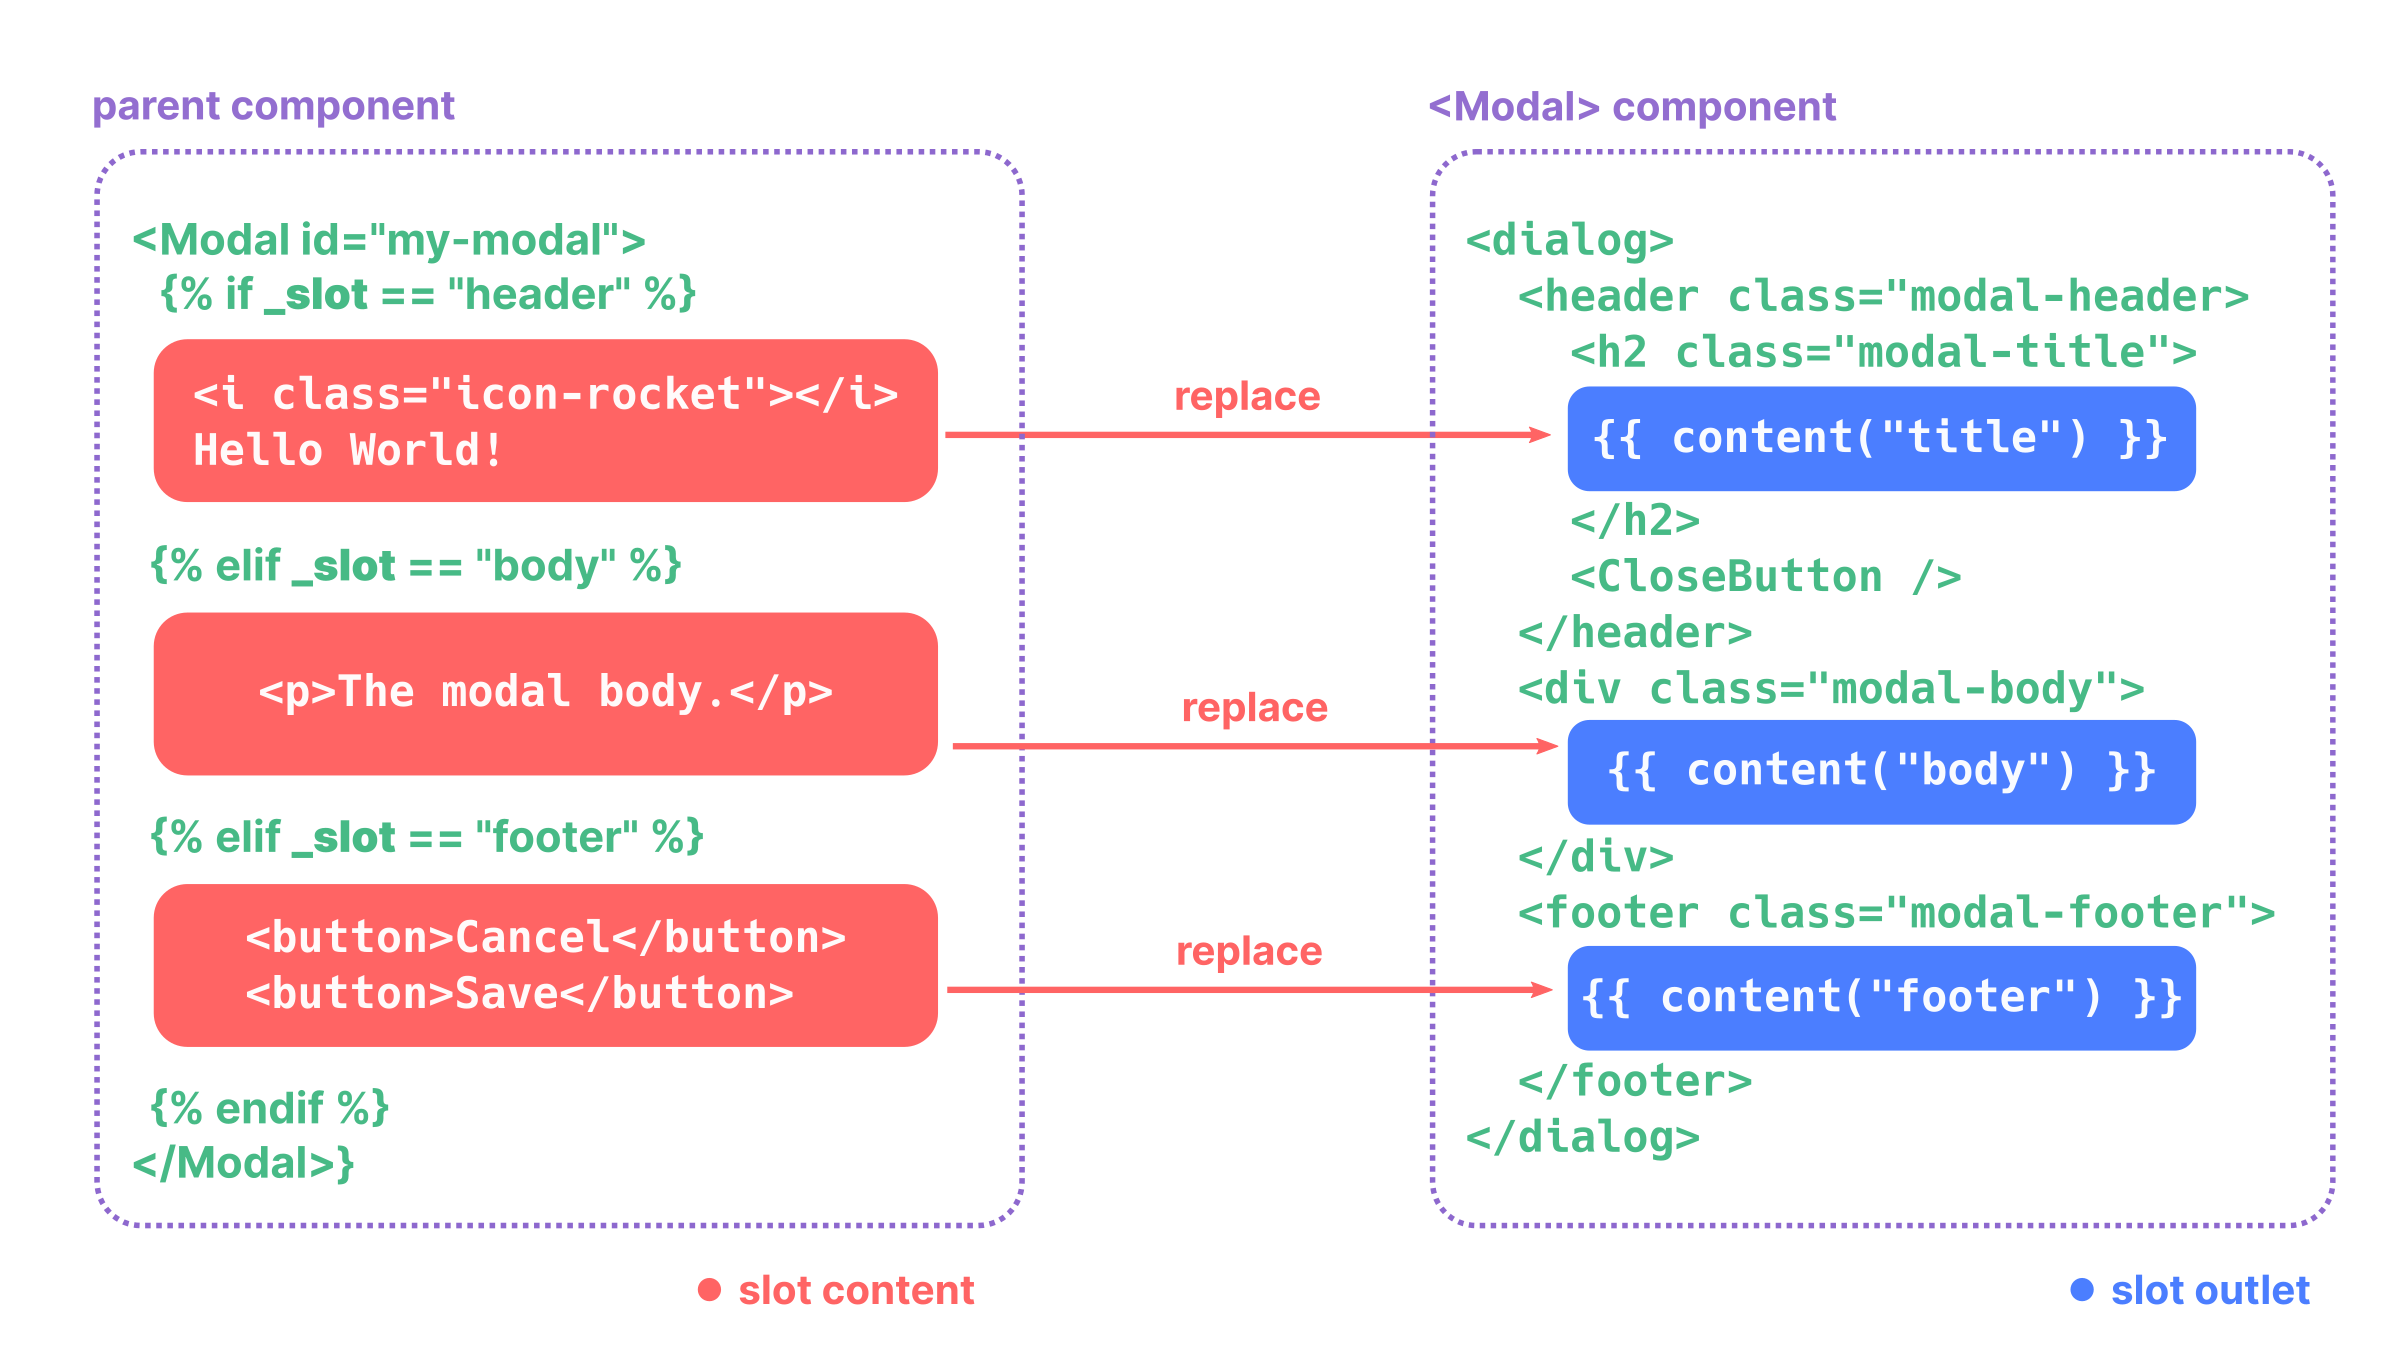 parent component
<Modal id="my-modal">
{% if _slot == "header" %}
<i class="icon-rocket"></i>
Hello World!
{% elif _slot == "body" %}
<p>The modal body.</p>
{% elif _slot == "footer" %}
<button>Cancel</button>
<button>Save</button>
{% endif %}
</Modal>}
slot content
replace
replace
replace
<Modal> component
<dialog>
<header class="modal-header>
<h2 class="modal-title">
{{ content("title") }}
</h2>
<CloseButton />
</header>
<div class="modal-body">
{{ content("body") }}
</div>
<footer class="modal-footer">
{{ content("footer") }}
</footer>
</dialog>
slot outlet